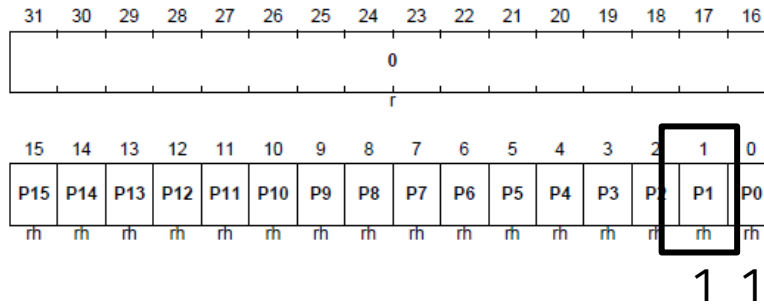 31 30 29 28 27 26 25 24 23 22 21 20 19 18 17 16
0
r
15 14 13 12 11 10 9 8 7 6 5 4 3 2 1 0
P15 P14 P13 P12 P11 P10 P9 P8 P7 P6 P5 P4 P3 P2 P1 P0
rh rh rh rh rh rh rh rh rh rh rh rh rh rh rh rh
1 1